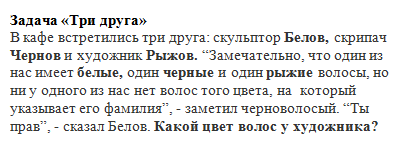 Задача «Три друга»
В кафе встретились три друга: скульптор Белов, скрипач
Чернов и художник Рыжов. “Замечательно, что один из
нас имеет белые, один черные и один рыжие волосы, но
ни у одного из нас нет волос того цвета, на который
указывает его фамилия”, - заметил черноволосый. “Ты
прав”, - сказал Белов. Какой цвет волос у художника?